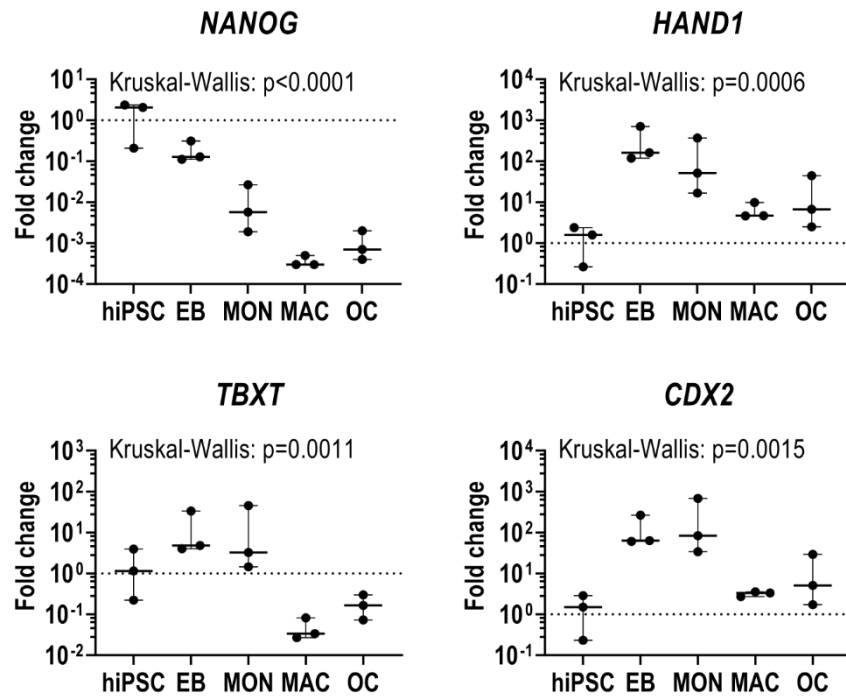 NANOG
Kruskal-Wallis: p<0.0001
Fold change
10¹
10⁰
10⁻¹
10⁻²
10⁻³
10⁻⁴
hiPSC EB MON MAC OC
HAND1
Kruskal-Wallis: p=0.0006
Fold change
10⁴
10³
10²
10¹
10⁰
10⁻¹
hiPSC EB MON MAC OC
TBXT
Kruskal-Wallis: p=0.0011
Fold change
10³
10²
10¹
10⁰
10⁻¹
10⁻²
hiPSC EB MON MAC OC
CDX2
Kruskal-Wallis: p=0.0015
Fold change
10⁴
10³
10²
10¹
10⁰
10⁻¹
hiPSC EB MON MAC OC